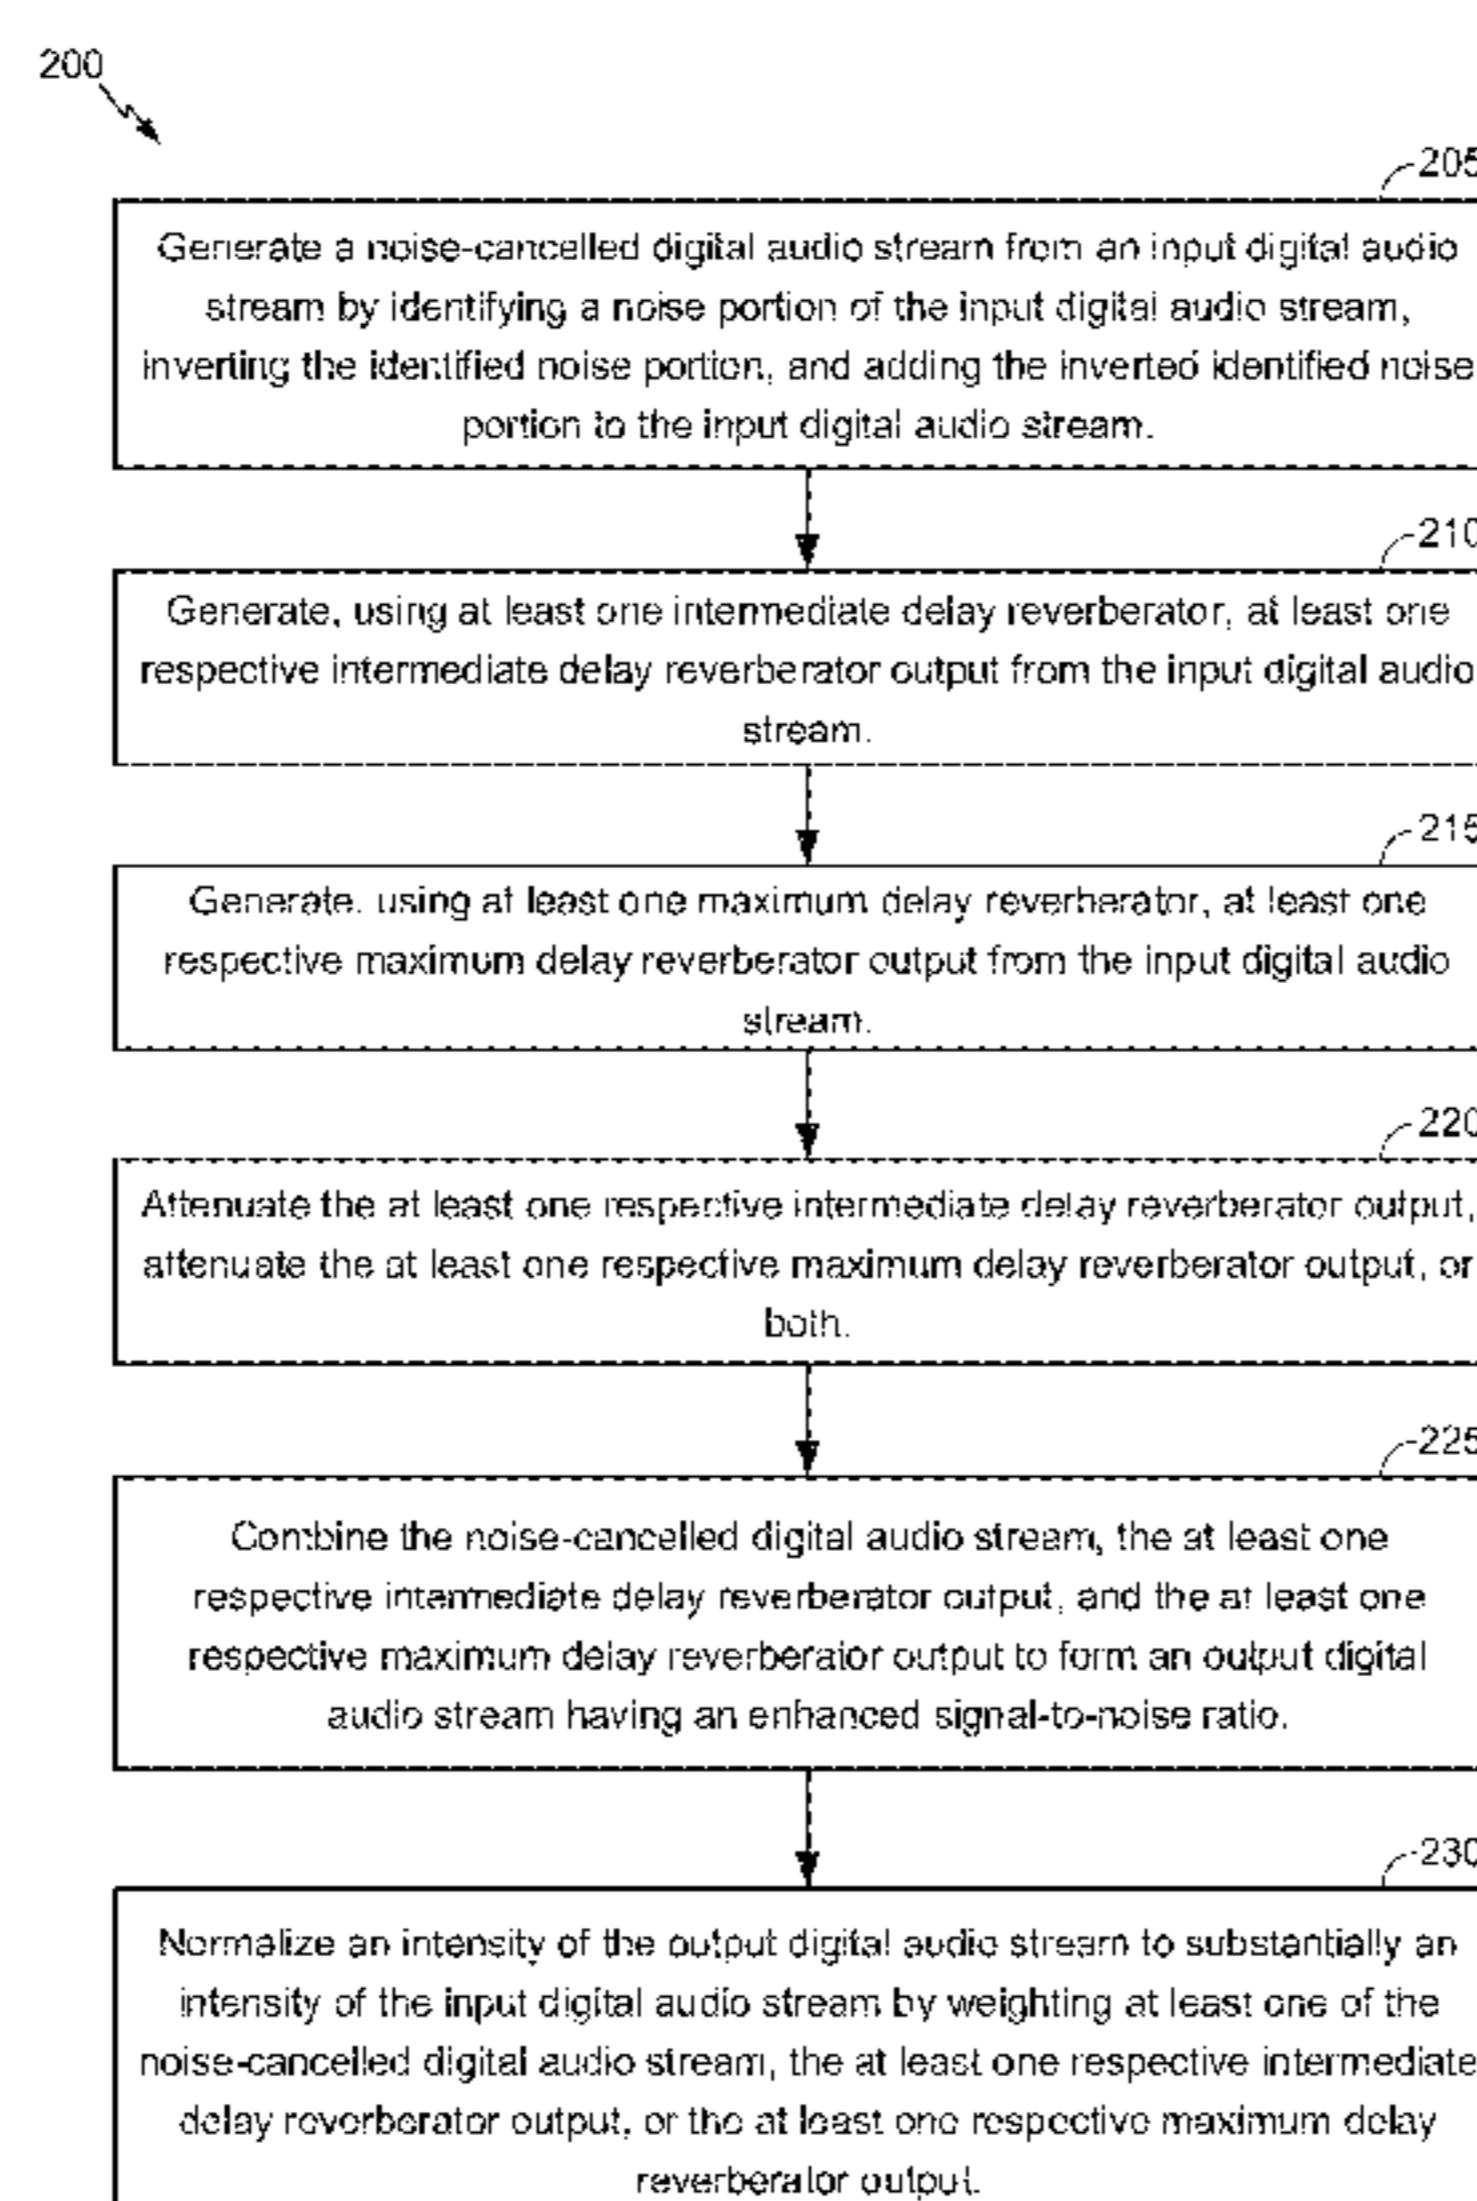 200
205
Generate a noise-cancelled digital audio stream from an input digital audio
stream by identifying a noise portion of the input digital audio stream,
inverting the identified noise portion, and adding the inverted identified noise
portion to the input digital audio stream.
210
Generate, using at least one intermediate delay reverberator, at least one
respective intermediate delay reverberator output from the input digital audio
stream.
215
Generate, using at least one maximum delay reverberator, at least one
respective maximum delay reverberator output from the input digital audio
stream.
220
Attenuate the at least one respective intermediate delay reverberator output,
attenuate the at least one respective maximum delay reverberator output, or
both.
225
Combine the noise-cancelled digital audio stream, the at least one
respective intermediate delay reverberator output, and the at least one
respective maximum delay reverberator output to form an output digital
audio stream having an enhanced signal-to-noise ratio.
230
Normalize an intensity of the output digital audio stream to substantially an
intensity of the input digital audio stream by weighting at least one of the
noise-cancelled digital audio stream, the at least one respective intermediate
delay reverberator output, or the at least one respective maximum delay
reverberator output.